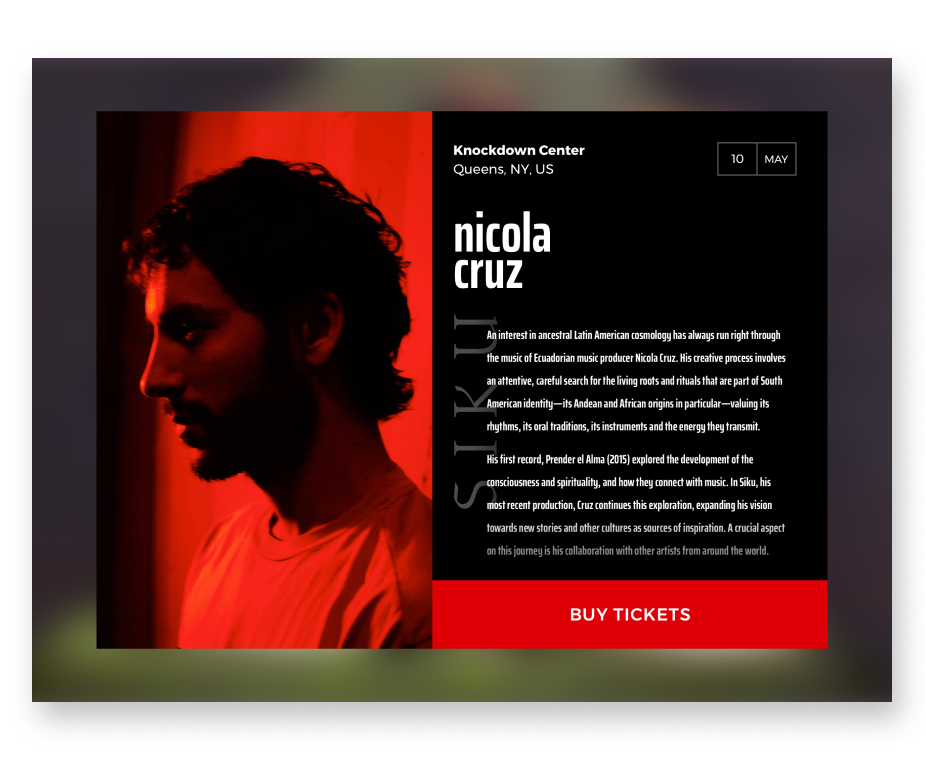 Knockdown Center
Queens, NY, US
10 MAY
nicola
cruz
SIKU
An interest in ancestral Latin American cosmology has always run right through
the music of Ecuadorian music producer Nicola Cruz. His creative process involves
an attentive, careful search for the living roots and rituals that are part of South
American identity—its Andean and African origins in particular—valuing its
rhythms, its oral traditions, its instruments and the energy they transmit.
His first record, Prender el Alma (2015) explored the development of the
consciousness and spirituality, and how they connect with music. In Siku, his
most recent production, Cruz continues this exploration, expanding his vision
towards new stories and other cultures as sources of inspiration. A crucial aspect
on this journey is his collaboration with other artists from around the world.
BUY TICKETS